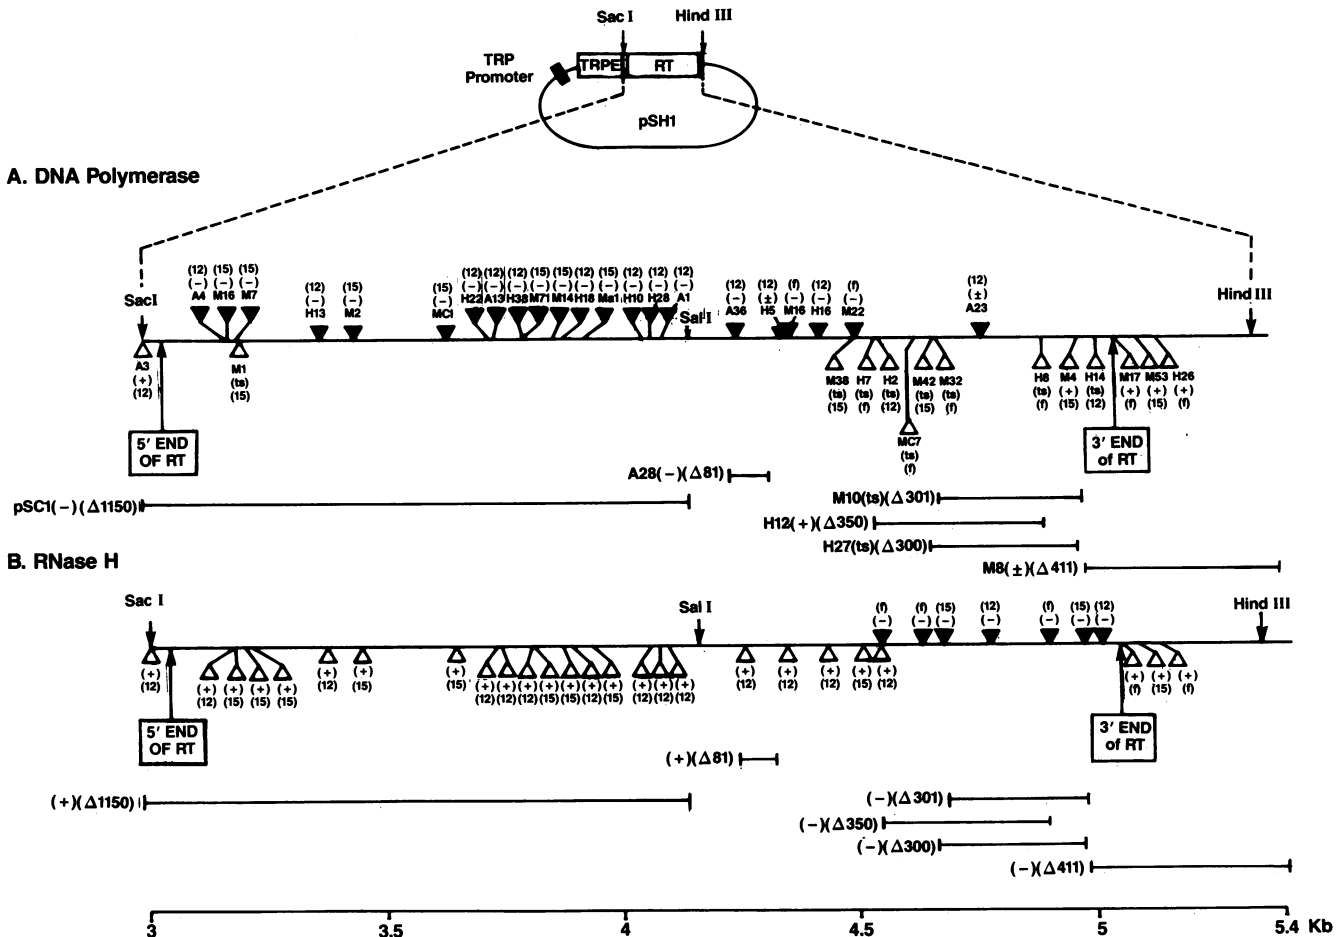 Sac I Hind III
TRP
Promoter
TRPE RT
pSH1
A. DNA Polymerase
(12) (15) (15)
(−) (−) (−)
A4 M16 M7
(12) (15)
(−) (−)
H13 M2
(15)
(−)
MCI
(12) (12) (12) (15) (15) (12) (15) (12) (12) (12)
(−) (−) (−) (−) (−) (−) (−) (−) (−) (−)
H22 A13 H38 M71 M14 H18 Ma1 H10 H28 A1
(12) (12) (f) (12) (f)
(−) (±) (−) (−) (−)
A36 H5 M16 H16 M22
(12)
(±)
A23
SacI Sal I Hind III
A3
(+)
(12)
M1
(ts)
(15)
M38 H7 H2 M42 M32
(ts) (ts) (ts) (ts) (ts)
(15) (f) (12) (15) (f)
MC7
(ts)
(f)
H8 M4 H14 M17 M53 H26
(ts) (+) (ts) (+) (+) (+)
(f) (15) (12) (f) (15) (f)
5′ END
OF RT
3′ END
of RT
A28(−)(Δ81)
pSC1(−)(Δ1150)
M10(ts)(Δ301)
H12(+)(Δ350)
H27(ts)(Δ300)
M8(±)(Δ411)
B. RNase H
Sac I Sal I Hind III
(f) (f) (15) (12) (f) (15) (12)
(−) (−) (−) (−) (−) (−) (−)
(+) (+) (+) (+) (+) (+) (+) (+) (+) (+) (+) (+) (+) (+) (+) (+) (+) (+) (+) (+) (+) (+) (+) (+) (+) (+)
(12) (12) (15) (15) (15) (12) (15) (15) (12) (12) (12) (15) (15) (12) (15) (12) (12) (12) (12) (12) (12) (15) (12) (f) (15) (f)
5′ END
OF RT
3′ END
of RT
(+)(Δ81)
(+)(Δ1150)
(−)(Δ301)
(−)(Δ350)
(−)(Δ300)
(−)(Δ411)
3 3.5 4 4.5 5 5.4 Kb